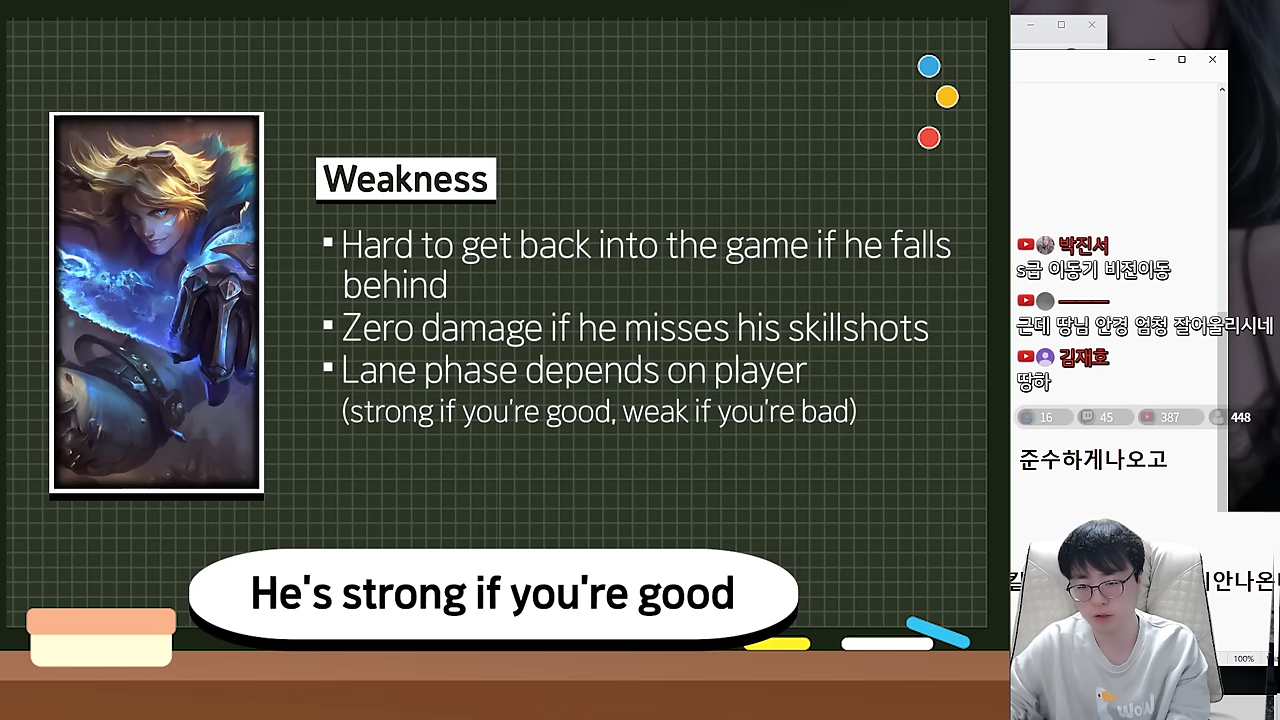 Weakness
▪ Hard to get back into the game if he falls
behind
▪ Zero damage if he misses his skillshots
▪ Lane phase depends on player
(strong if you're good, weak if you're bad)
He's strong if you're good
박진서
s급 이동기 비전이동
근데 땅님 안경 엄청 잘어울리시네
김재호
땅하
16 45 387 448
준수하게나오고
안나온
100%
WOW